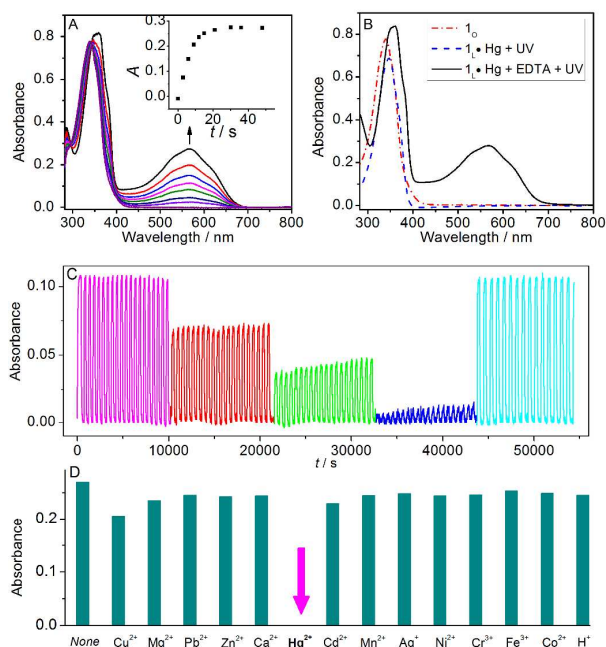 A
B
0.8
0.6
0.4
0.2
0.0
Absorbance
300
400
500
600
700
800
Wavelength / nm
0.3
0.2
0.1
0.0
A
0
20
40
t / s
0.8
0.6
0.4
0.2
0.0
Absorbance
1O
1L• Hg + UV
1L• Hg + EDTA + UV
300
400
500
600
700
800
Wavelength / nm
C
0.10
0.05
0.00
Absorbance
0
10000
20000
30000
40000
50000
t / s
D
0.2
0.1
0.0
Absorbance
None Cu2+ Mg2+ Pb2+ Zn2+ Ca2+ Hg2+ Cd2+ Mn2+ Ag+ Ni2+ Cr3+ Fe3+ Co2+ H+